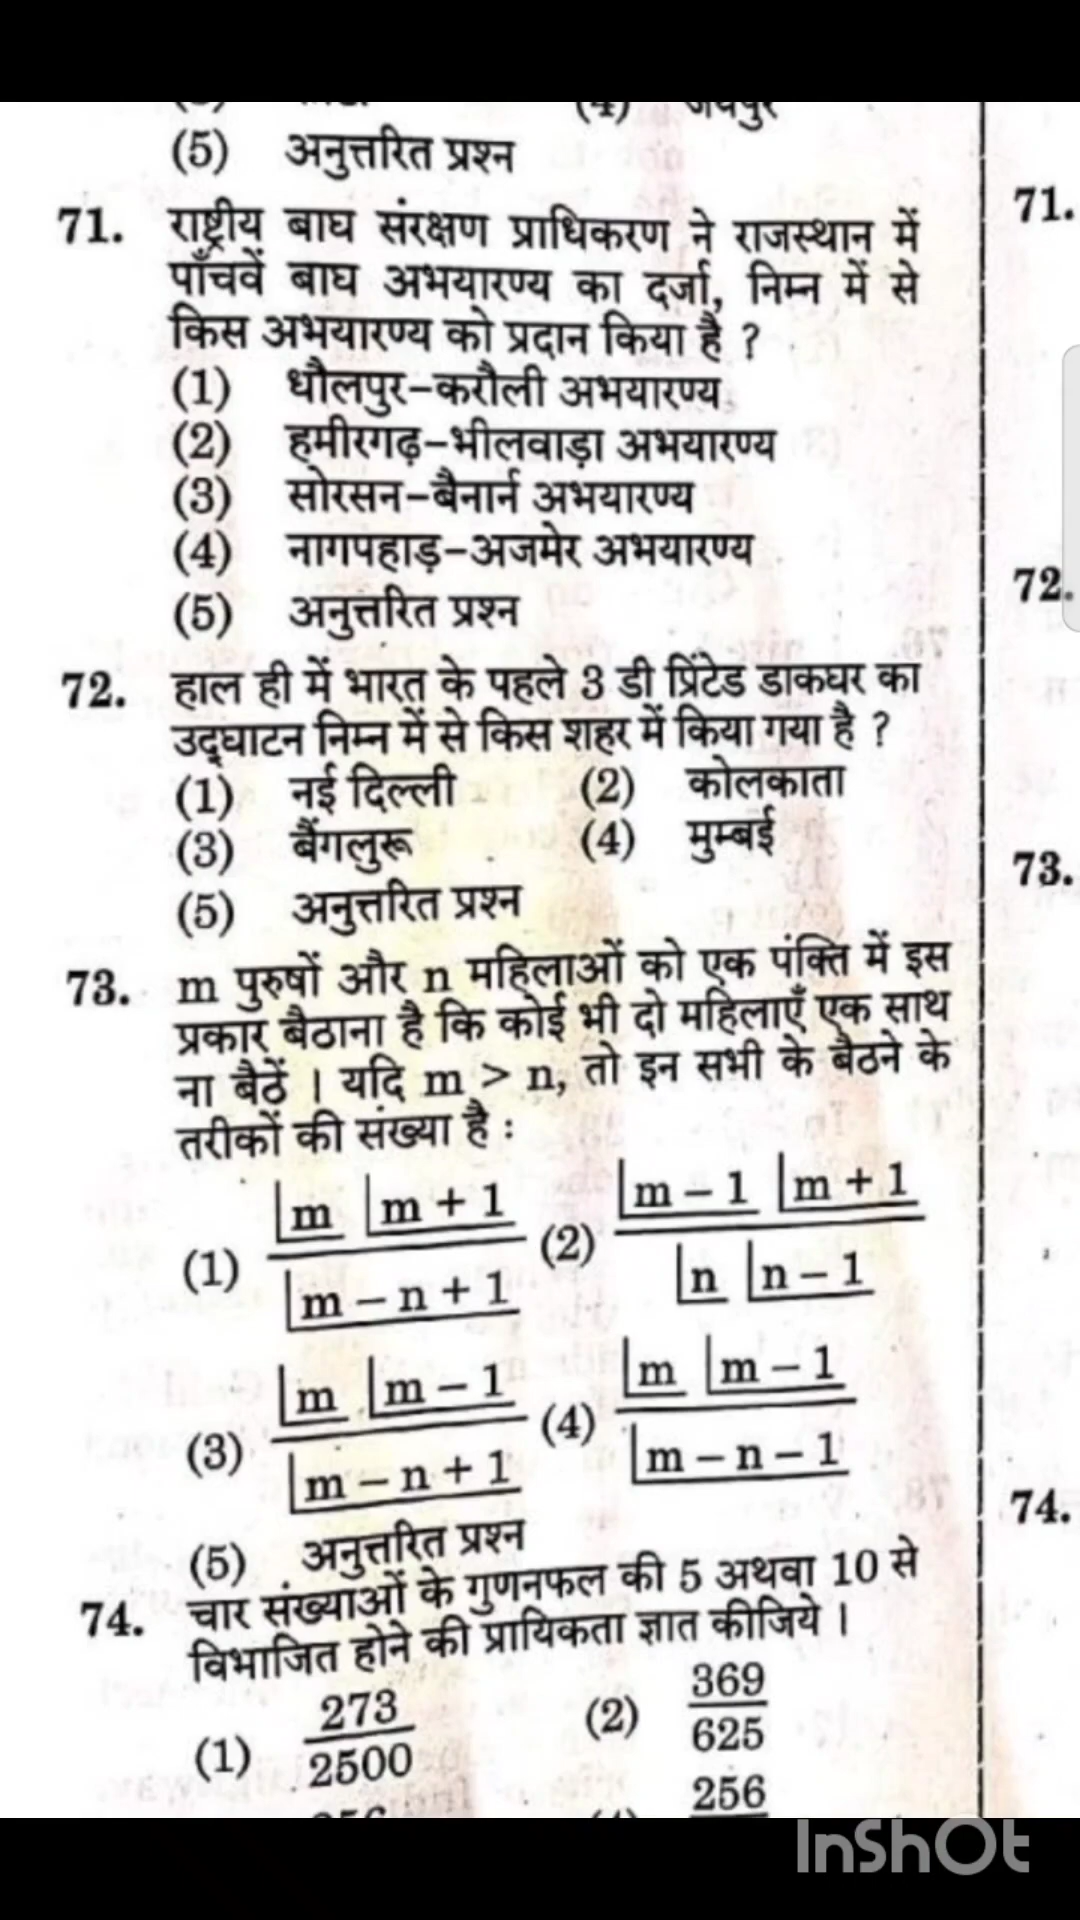 (5) अनुत्तरित प्रश्न
71. राष्ट्रीय बाघ संरक्षण प्राधिकरण ने राजस्थान में
पाँचवें बाघ अभयारण्य का दर्जा, निम्न में से
किस अभयारण्य को प्रदान किया है ?
(1) धौलपुर–करौली अभयारण्य
(2) हमीरगढ़–भीलवाड़ा अभयारण्य
(3) सोरसन–बैनार्न अभयारण्य
(4) नागपहाड़–अजमेर अभयारण्य
(5) अनुत्तरित प्रश्न
72. हाल ही में भारत के पहले 3 डी प्रिंटेड डाकघर का
उद्घाटन निम्न में से किस शहर में किया गया है ?
(1) नई दिल्ली (2) कोलकाता
(3) बैंगलुरू (4) मुम्बई
(5) अनुत्तरित प्रश्न
73. m पुरुषों और n महिलाओं को एक पंक्ति में इस
प्रकार बैठाना है कि कोई भी दो महिलाएँ एक साथ
ना बैठें । यदि m > n, तो इन सभी के बैठने के
तरीकों की संख्या है :
(1) |m |m + 1 / |m – n + 1 (2) |m – 1 |m + 1 / |n |n – 1
(3) |m |m – 1 / |m – n + 1 (4) |m |m – 1 / |m – n – 1
(5) अनुत्तरित प्रश्न
74. चार संख्याओं के गुणनफल की 5 अथवा 10 से
विभाजित होने की प्रायिकता ज्ञात कीजिये ।
(1) 273 / 2500 (2) 369 / 625
256
71.
72.
73.
74.
InShOt